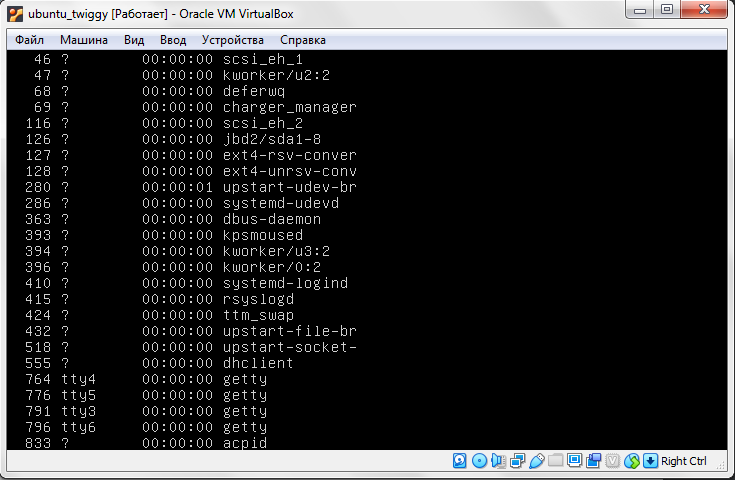 ubuntu_twiggy [Работает] - Oracle VM VirtualBox
Файл Машина Вид Ввод Устройства Справка
46 ? 00:00:00 scsi_eh_1
47 ? 00:00:00 kworker/u2:2
68 ? 00:00:00 deferwq
69 ? 00:00:00 charger_manager
116 ? 00:00:00 scsi_eh_2
126 ? 00:00:00 jbd2/sda1-8
127 ? 00:00:00 ext4-rsv-conver
128 ? 00:00:00 ext4-unrsv-conv
280 ? 00:00:01 upstart-udev-br
286 ? 00:00:00 systemd-udevd
363 ? 00:00:00 dbus-daemon
393 ? 00:00:00 kpsmoused
394 ? 00:00:00 kworker/u3:2
396 ? 00:00:00 kworker/0:2
410 ? 00:00:00 systemd-logind
415 ? 00:00:00 rsyslogd
424 ? 00:00:00 ttm_swap
432 ? 00:00:00 upstart-file-br
518 ? 00:00:00 upstart-socket-
555 ? 00:00:00 dhclient
764 tty4 00:00:00 getty
776 tty5 00:00:00 getty
791 tty3 00:00:00 getty
796 tty6 00:00:00 getty
833 ? 00:00:00 acpid
Right Ctrl